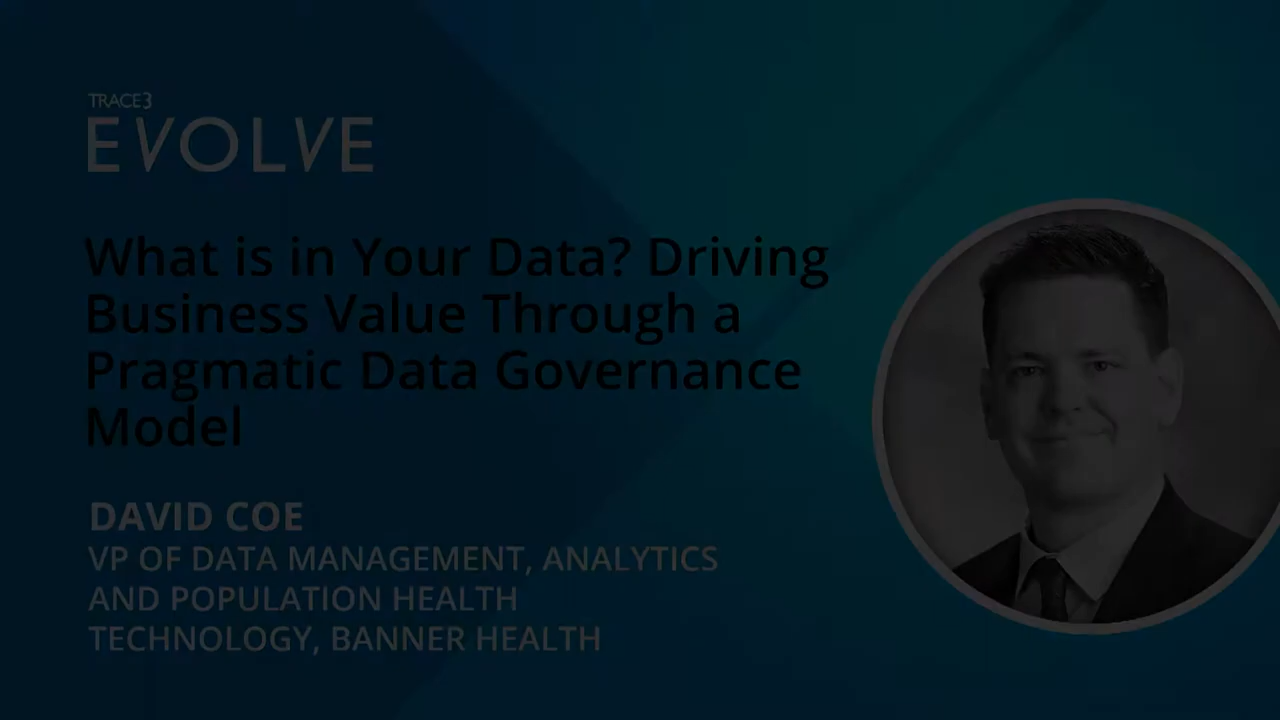 TRACE3
EVOLVE
What is in Your Data? Driving
Business Value Through a
Pragmatic Data Governance
Model
DAVID COE
VP OF DATA MANAGEMENT, ANALYTICS
AND POPULATION HEALTH
TECHNOLOGY, BANNER HEALTH